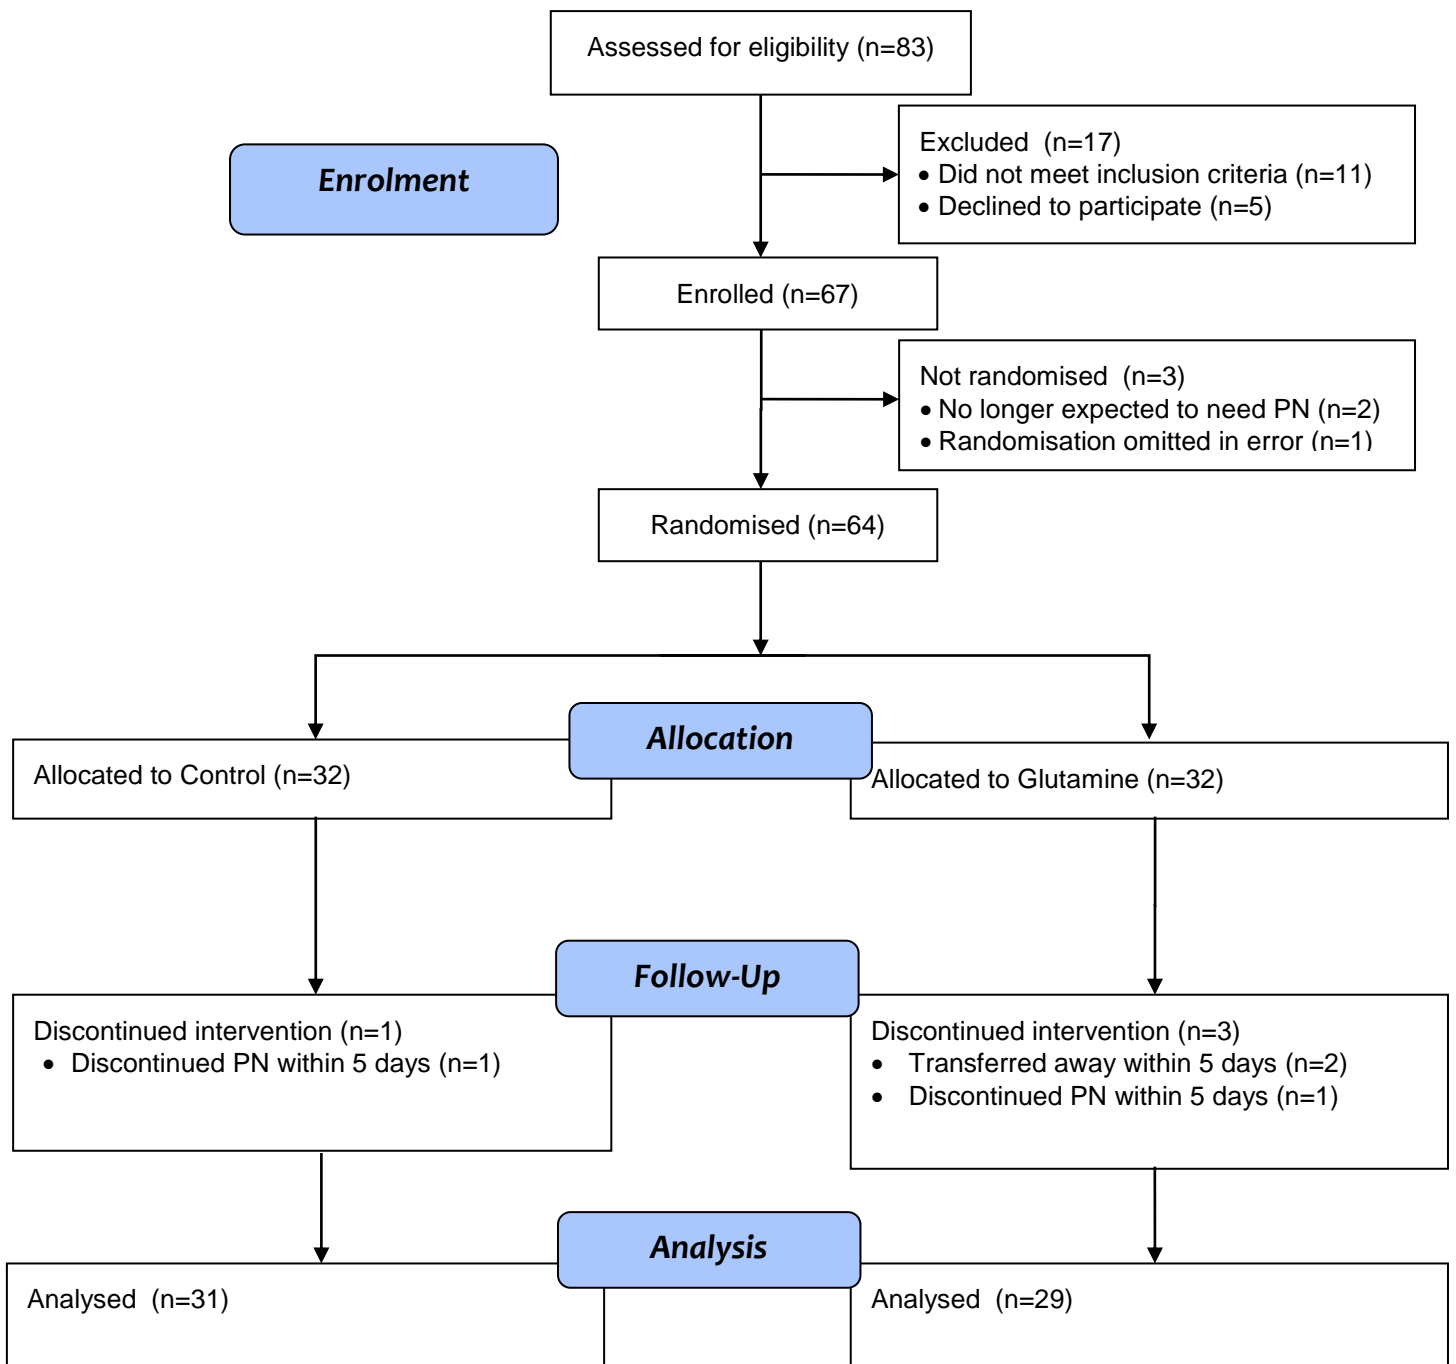 Assessed for eligibility (n=83)
Enrolment
Excluded  (n=17)
• Did not meet inclusion criteria (n=11)
• Declined to participate (n=5)
Enrolled (n=67)
Not randomised  (n=3)
• No longer expected to need PN (n=2)
• Randomisation omitted in error (n=1)
Randomised (n=64)
Allocation
Allocated to Control (n=32)
Allocated to Glutamine (n=32)
Follow-Up
Discontinued intervention (n=1)
• Discontinued PN within 5 days (n=1)
Discontinued intervention (n=3)
• Transferred away within 5 days (n=2)
• Discontinued PN within 5 days (n=1)
Analysis
Analysed  (n=31)
Analysed  (n=29)